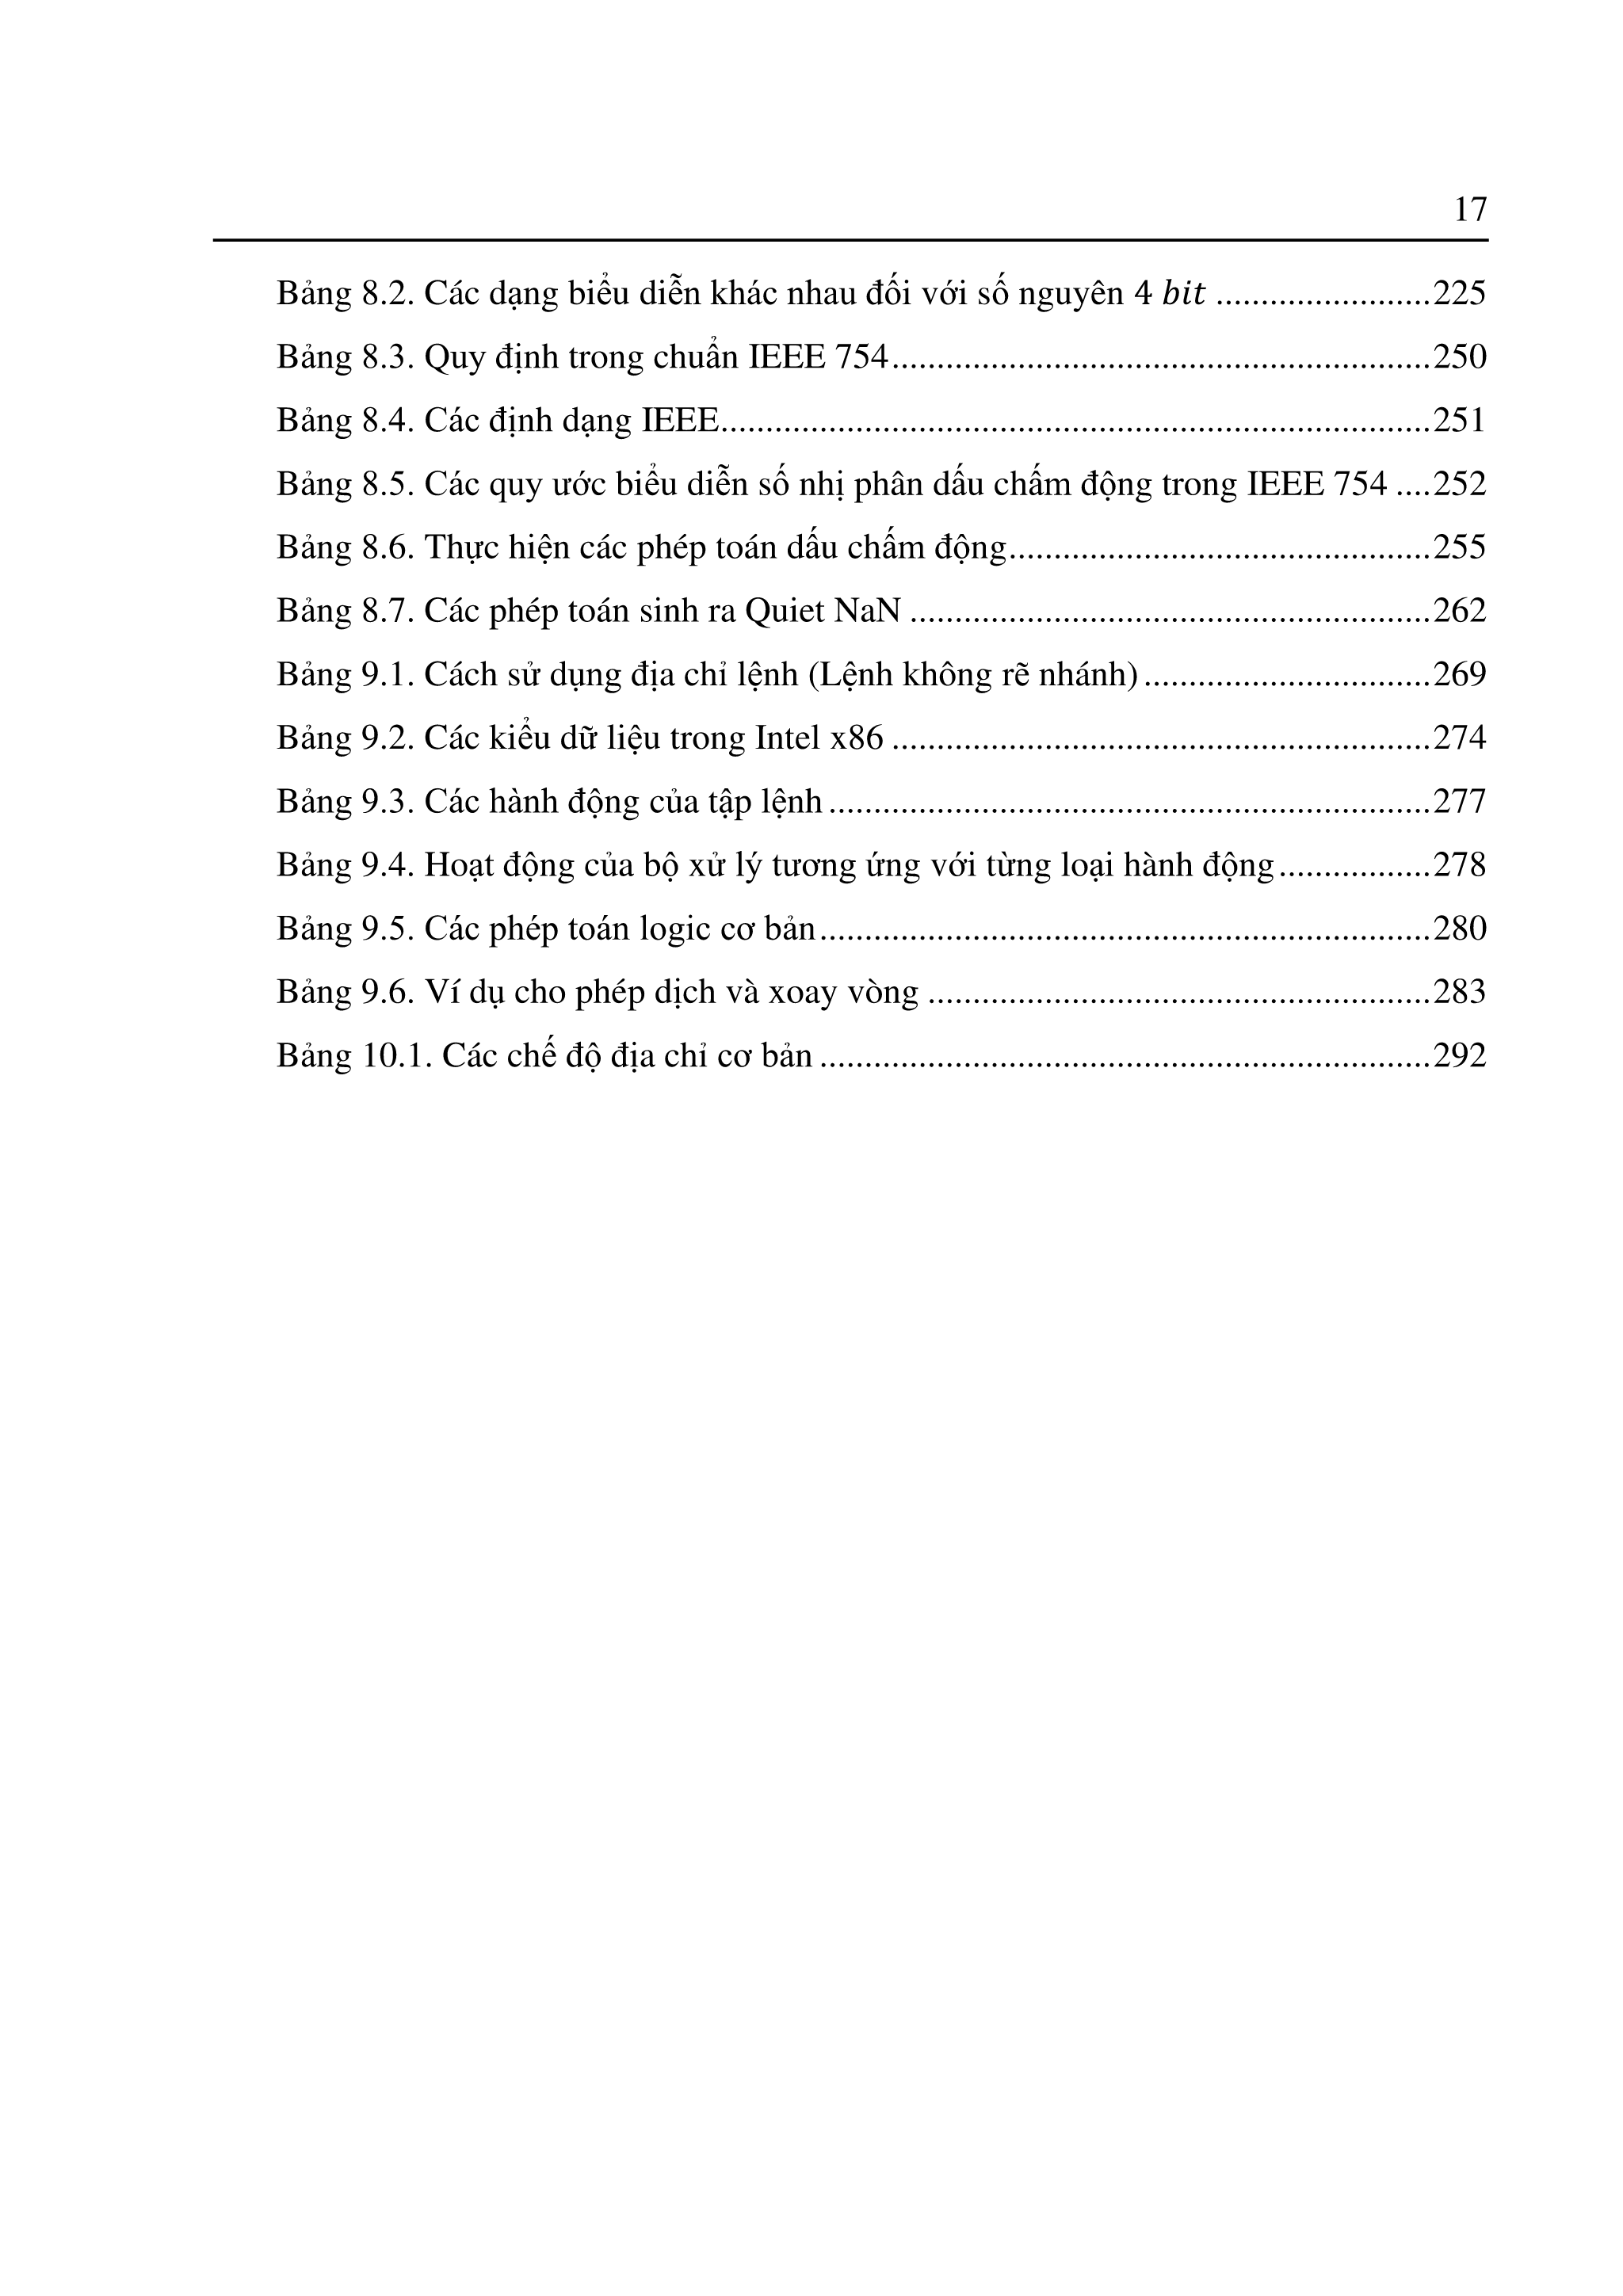 17
Bảng 8.2. Các dạng biểu diễn khác nhau đối với số nguyên 4 bit ........................225
Bảng 8.3. Quy định trong chuẩn IEEE 754............................................................250
Bảng 8.4. Các định dạng IEEE...............................................................................251
Bảng 8.5. Các quy ước biểu diễn số nhị phân dấu chấm động trong IEEE 754 ....252
Bảng 8.6. Thực hiện các phép toán dấu chấm động...............................................255
Bảng 8.7. Các phép toán sinh ra Quiet NaN ..........................................................262
Bảng 9.1. Cách sử dụng địa chỉ lệnh (Lệnh không rẽ nhánh) ................................269
Bảng 9.2. Các kiểu dữ liệu trong Intel x86 ............................................................274
Bảng 9.3. Các hành động của tập lệnh ...................................................................277
Bảng 9.4. Hoạt động của bộ xử lý tương ứng với từng loại hành động .................278
Bảng 9.5. Các phép toán logic cơ bản....................................................................280
Bảng 9.6. Ví dụ cho phép dịch và xoay vòng ........................................................283
Bảng 10.1. Các chế độ địa chỉ cơ bản ....................................................................292